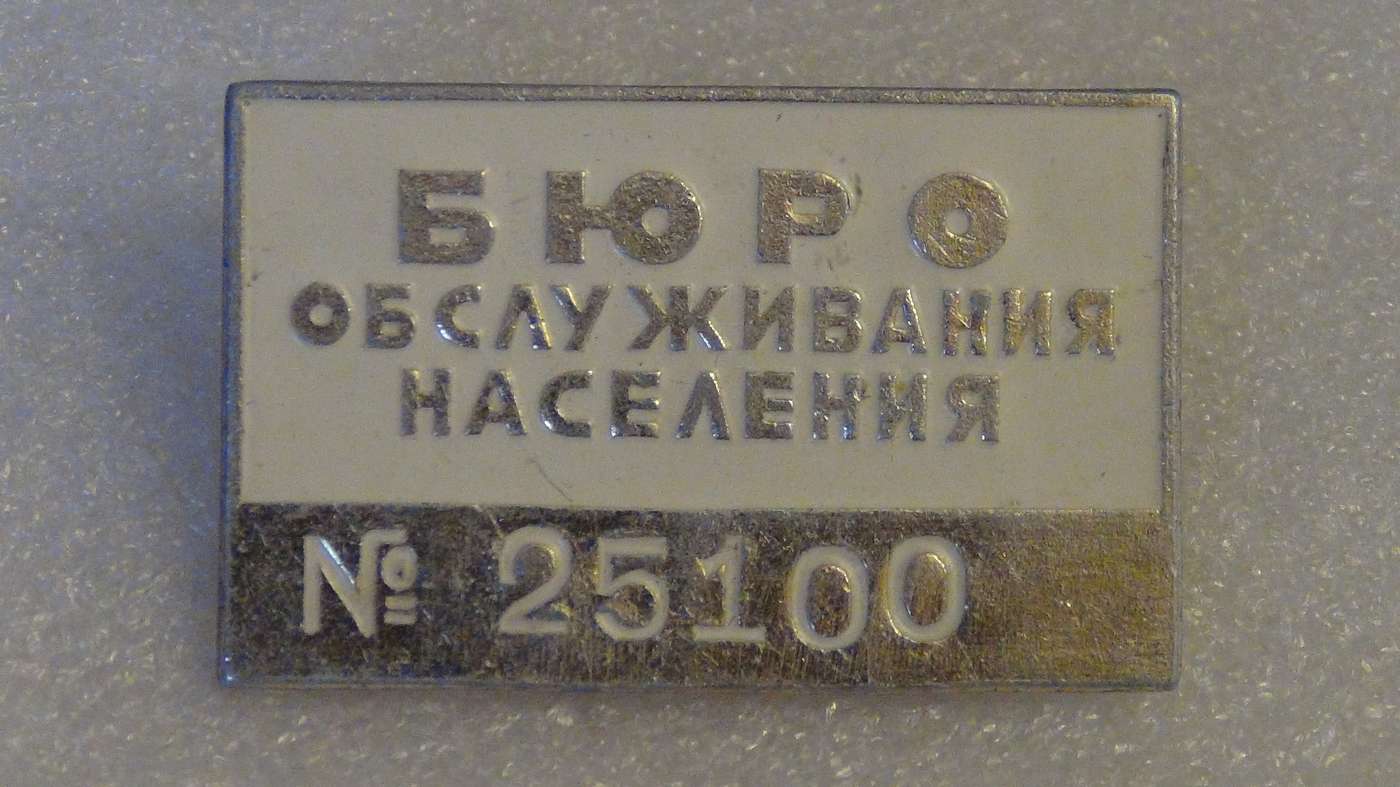 БЮРО
ОБСЛУЖИВАНИЯ
НАСЕЛЕНИЯ
№ 25100